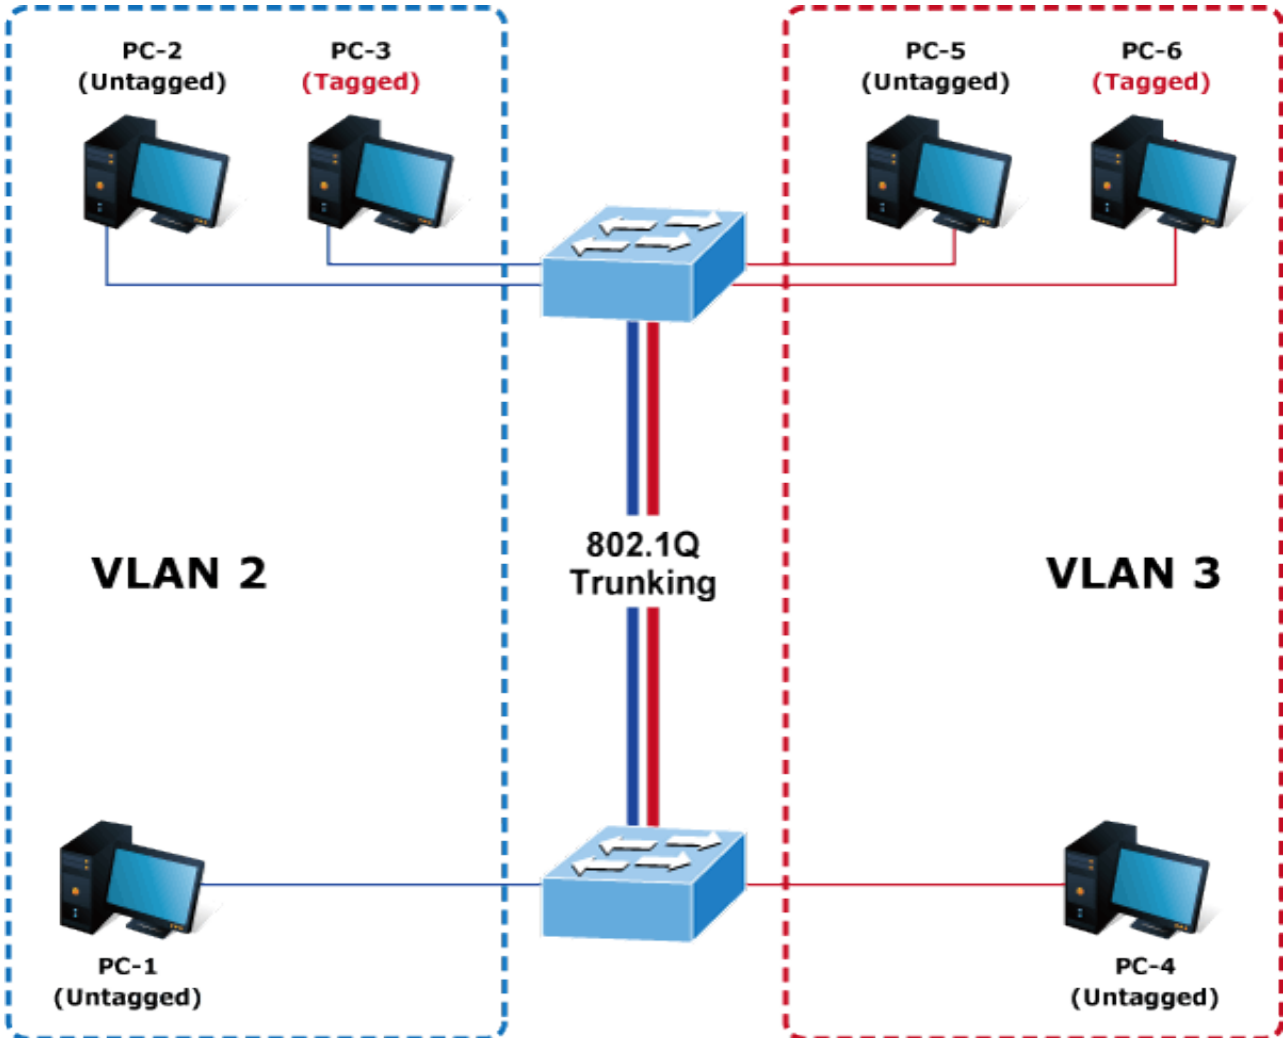 PC-2
(Untagged)
PC-3
(Tagged)
PC-5
(Untagged)
PC-6
(Tagged)
802.1Q
Trunking
VLAN 2
VLAN 3
PC-1
(Untagged)
PC-4
(Untagged)